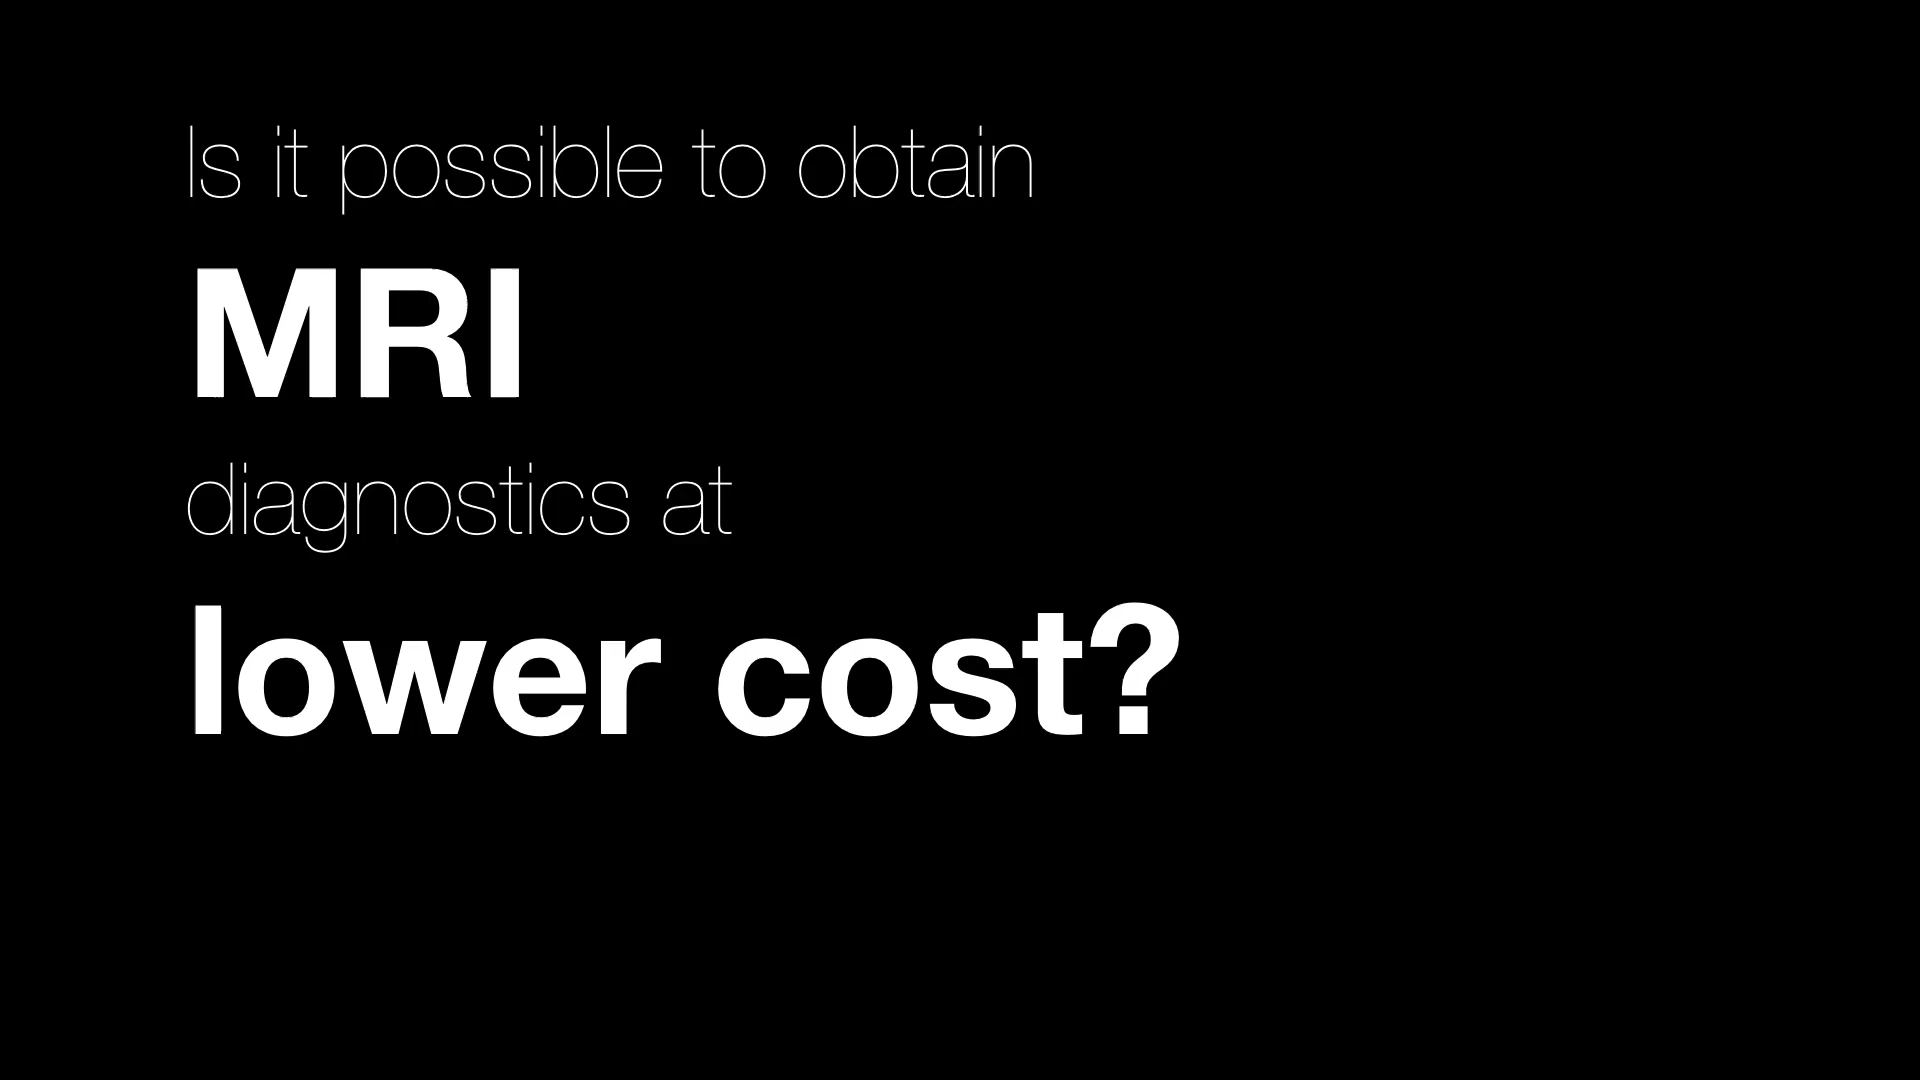 Is it possible to obtain
MRI
diagnostics at
lower cost?